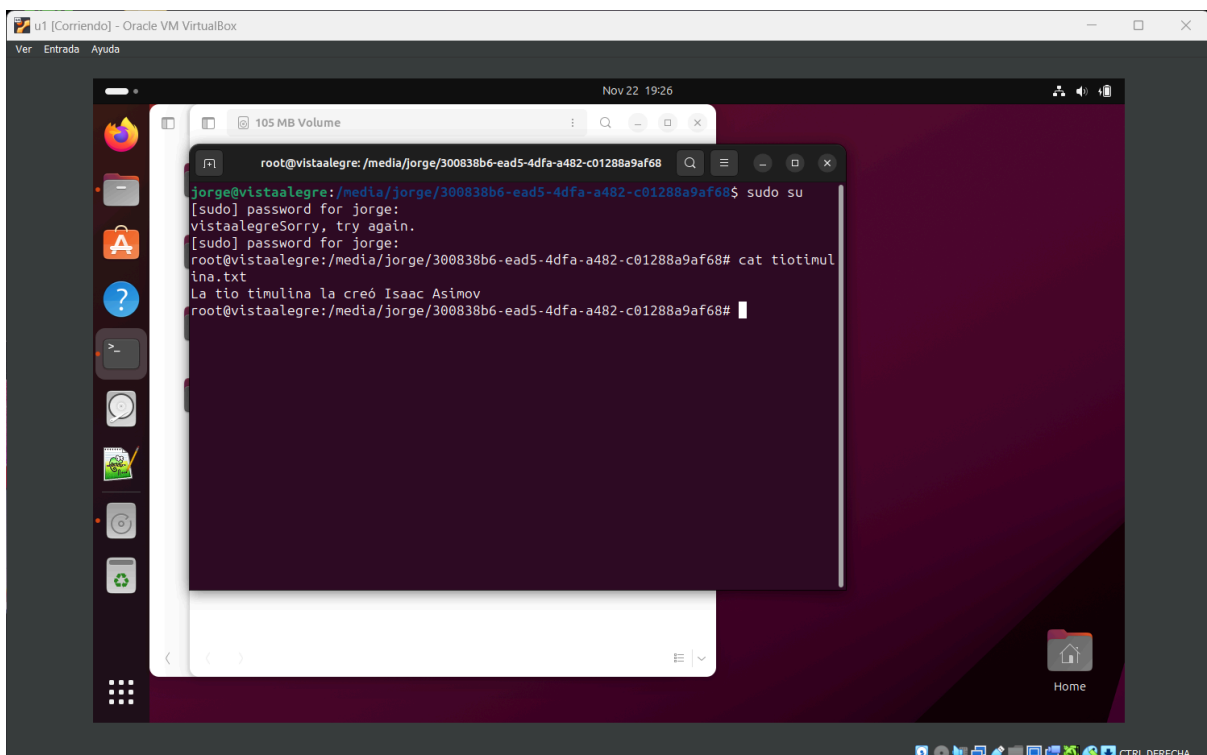 u1 [Corriendo] - Oracle VM VirtualBox
Ver Entrada Ayuda
Nov 22 19:26
105 MB Volume
root@vistaalegre: /media/jorge/300838b6-ead5-4dfa-a482-c01288a9af68
jorge@vistaalegre:/media/jorge/300838b6-ead5-4dfa-a482-c01288a9af68$ sudo su
[sudo] password for jorge:
vistaalegreSorry, try again.
[sudo] password for jorge:
root@vistaalegre:/media/jorge/300838b6-ead5-4dfa-a482-c01288a9af68# cat tiotimul
ina.txt
La tio timulina la creó Isaac Asimov
root@vistaalegre:/media/jorge/300838b6-ead5-4dfa-a482-c01288a9af68#
Home
CTRL DERECHA